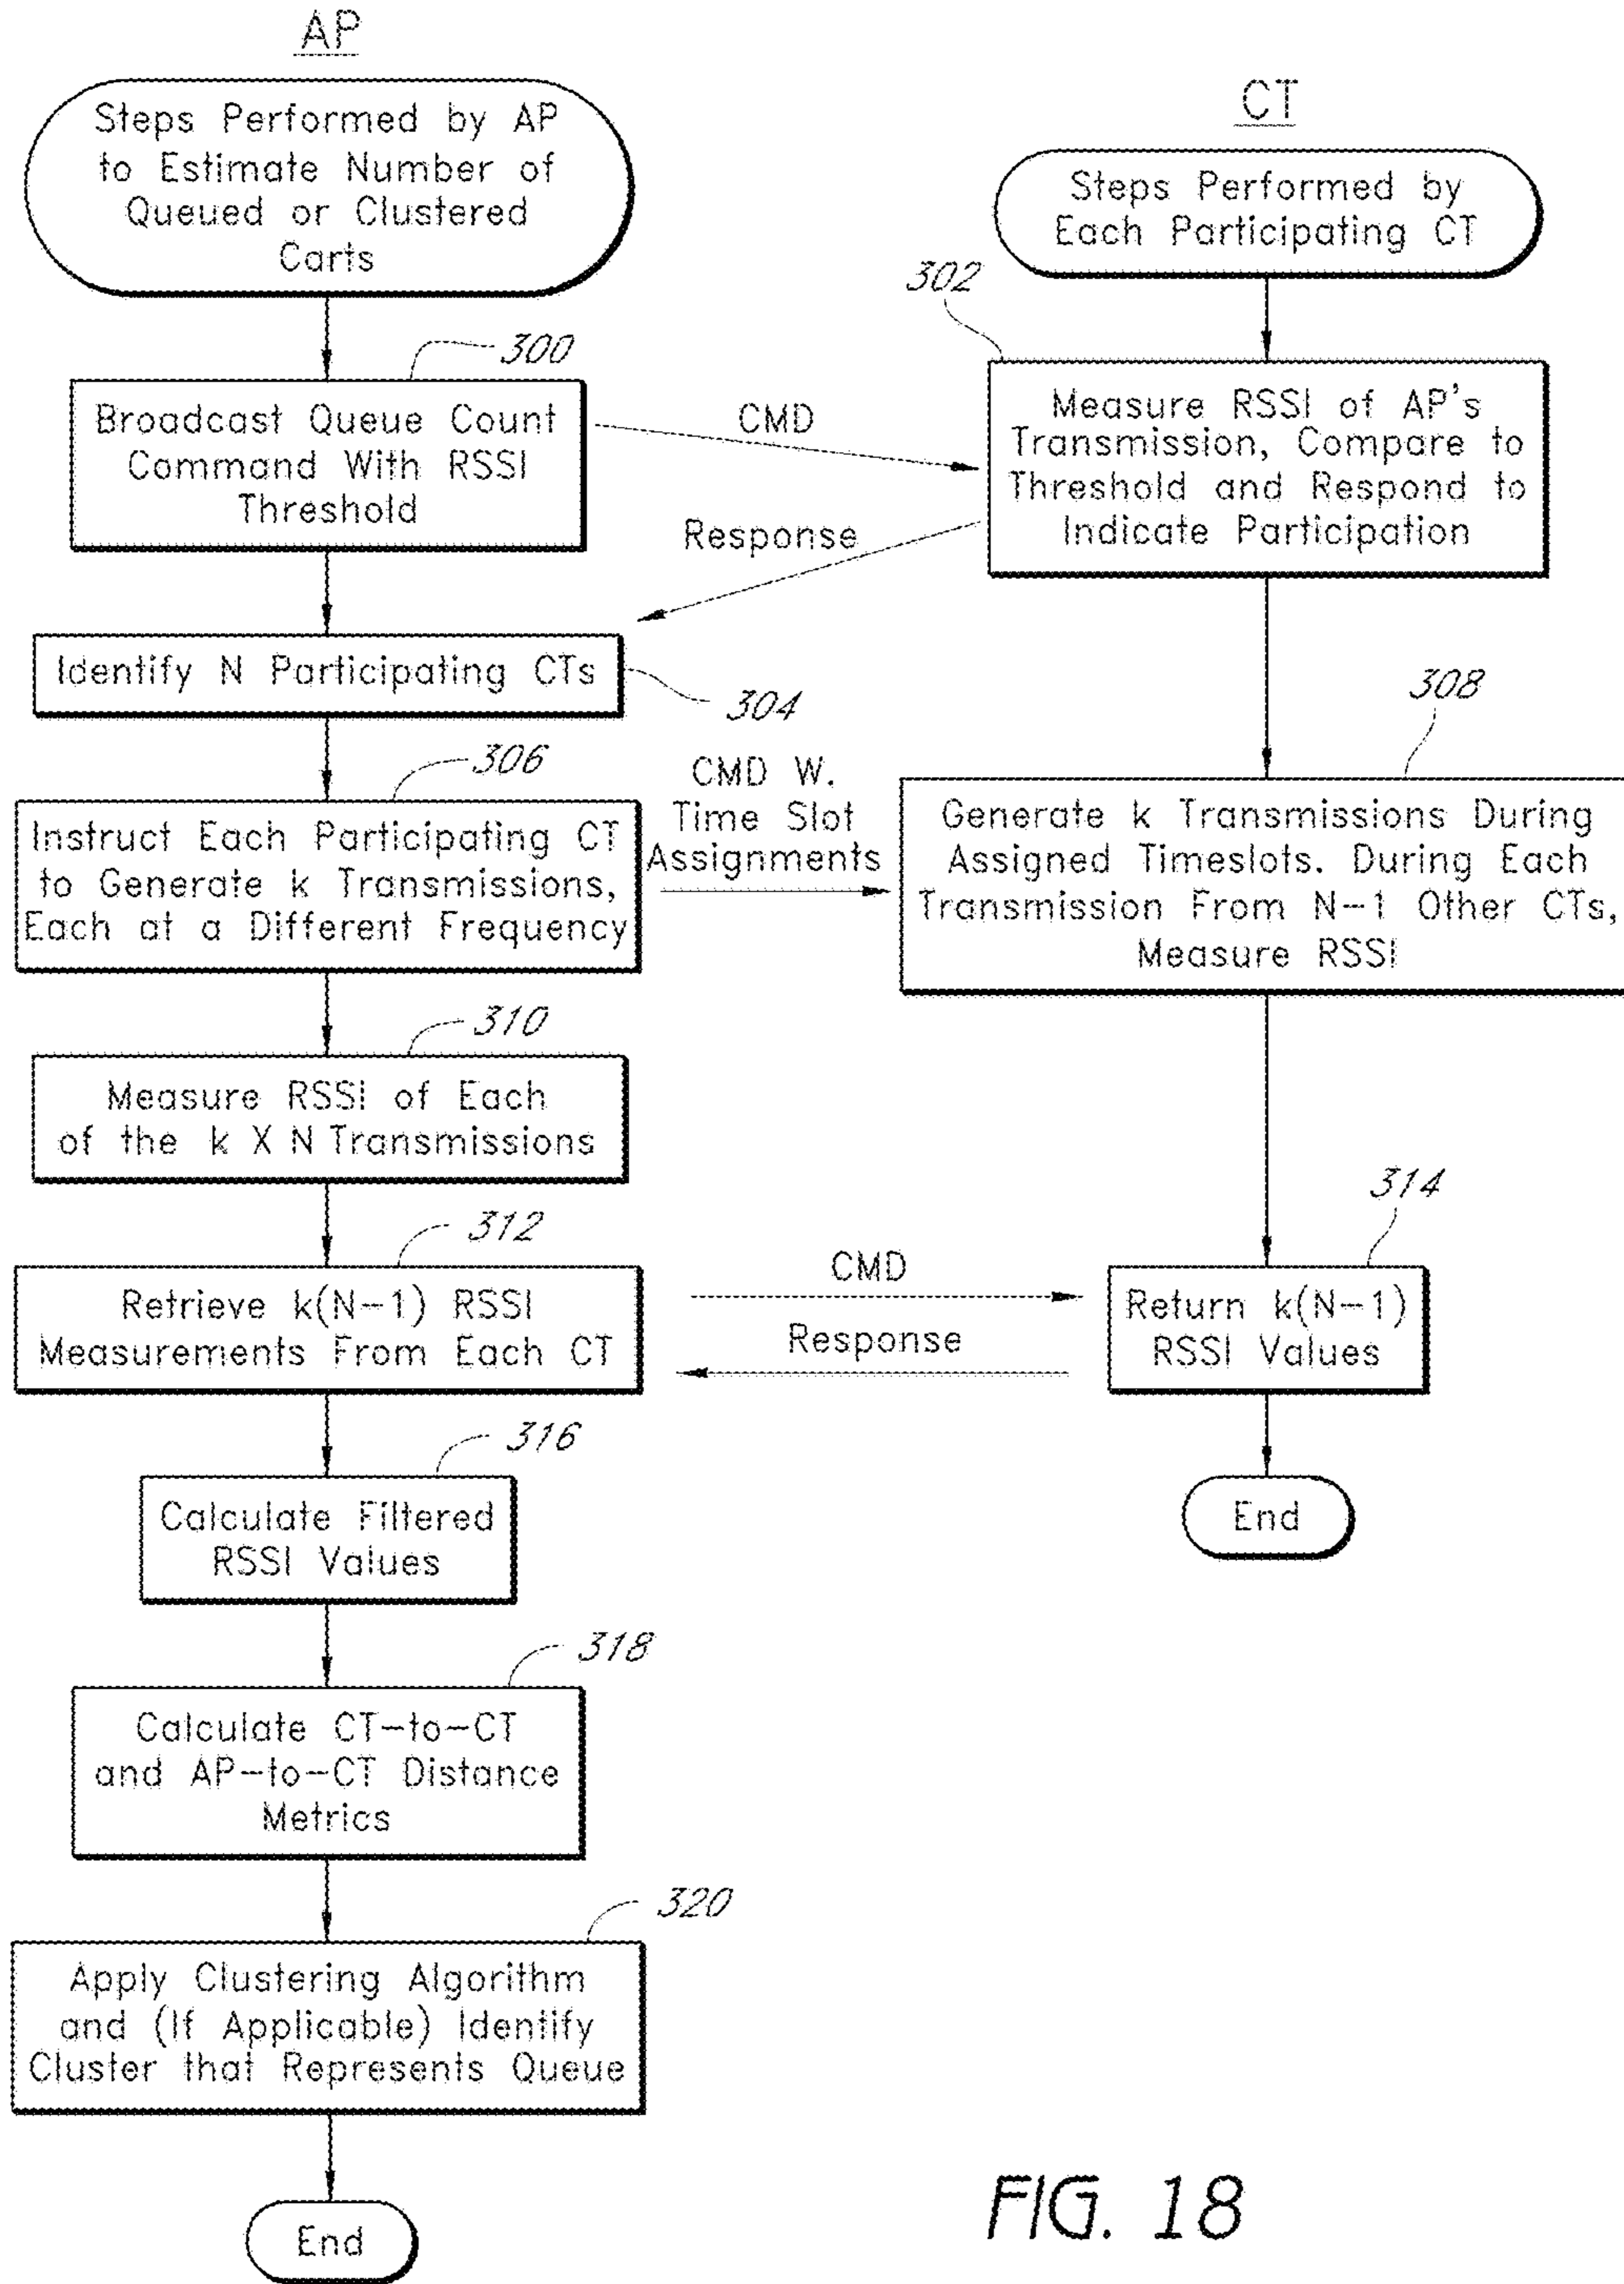 AP
Steps Performed by AP
to Estimate Number of
Queued or Clustered
Carts
CT
Steps Performed by
Each Participating CT
300
Broadcast Queue Count
Command With RSSI
Threshold
CMD
302
Measure RSSI of AP's
Transmission, Compare to
Threshold and Respond to
Indicate Participation
Response
Identify N Participating CTs
304
306
Instruct Each Participating CT
to Generate k Transmissions,
Each at a Different Frequency
CMD W.
Time Slot
Assignments
308
Generate k Transmissions During
Assigned Timeslots. During Each
Transmission From N-1 Other CTs,
Measure RSSI
310
Measure RSSI of Each
of the k X N Transmissions
312
Retrieve k(N-1) RSSI
Measurements From Each CT
CMD
Response
314
Return k(N-1)
RSSI Values
End
316
Calculate Filtered
RSSI Values
318
Calculate CT-to-CT
and AP-to-CT Distance
Metrics
320
Apply Clustering Algorithm
and (If Applicable) Identify
Cluster that Represents Queue
End
FIG. 18